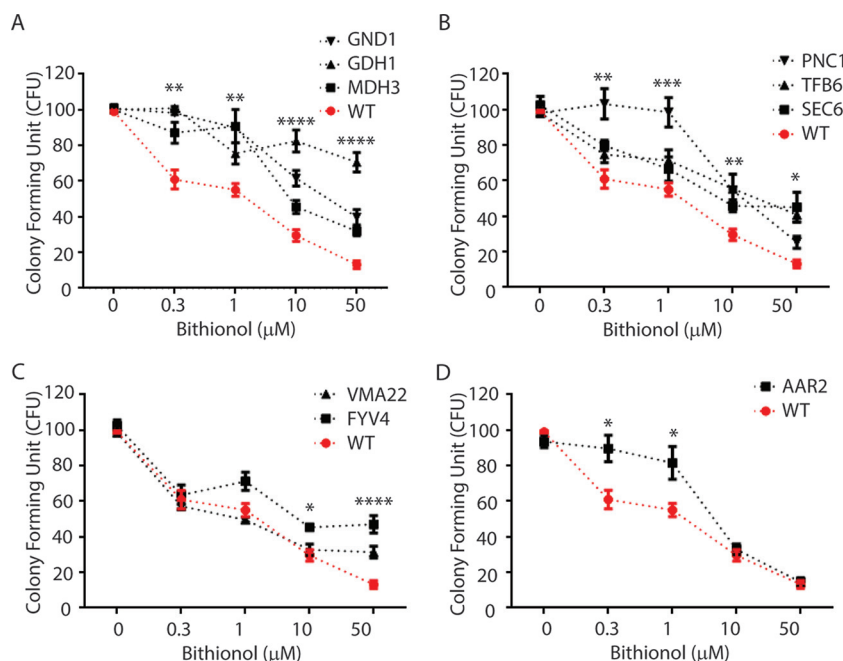 A
GND1
GDH1
MDH3
WT
Colony Forming Unit (CFU)
120
100
80
60
40
20
0
**
**
****
****
0
0.3
1
10
50
Bithionol (μM)
B
PNC1
TFB6
SEC6
WT
Colony Forming Unit (CFU)
120
100
80
60
40
20
0
**
***
**
*
0
0.3
1
10
50
Bithionol (μM)
C
VMA22
FYV4
WT
Colony Forming Unit (CFU)
120
100
80
60
40
20
0
*
****
0
0.3
1
10
50
Bithionol (μM)
D
AAR2
WT
Colony Forming Unit (CFU)
120
100
80
60
40
20
0
*
*
0
0.3
1
10
50
Bithionol (μM)